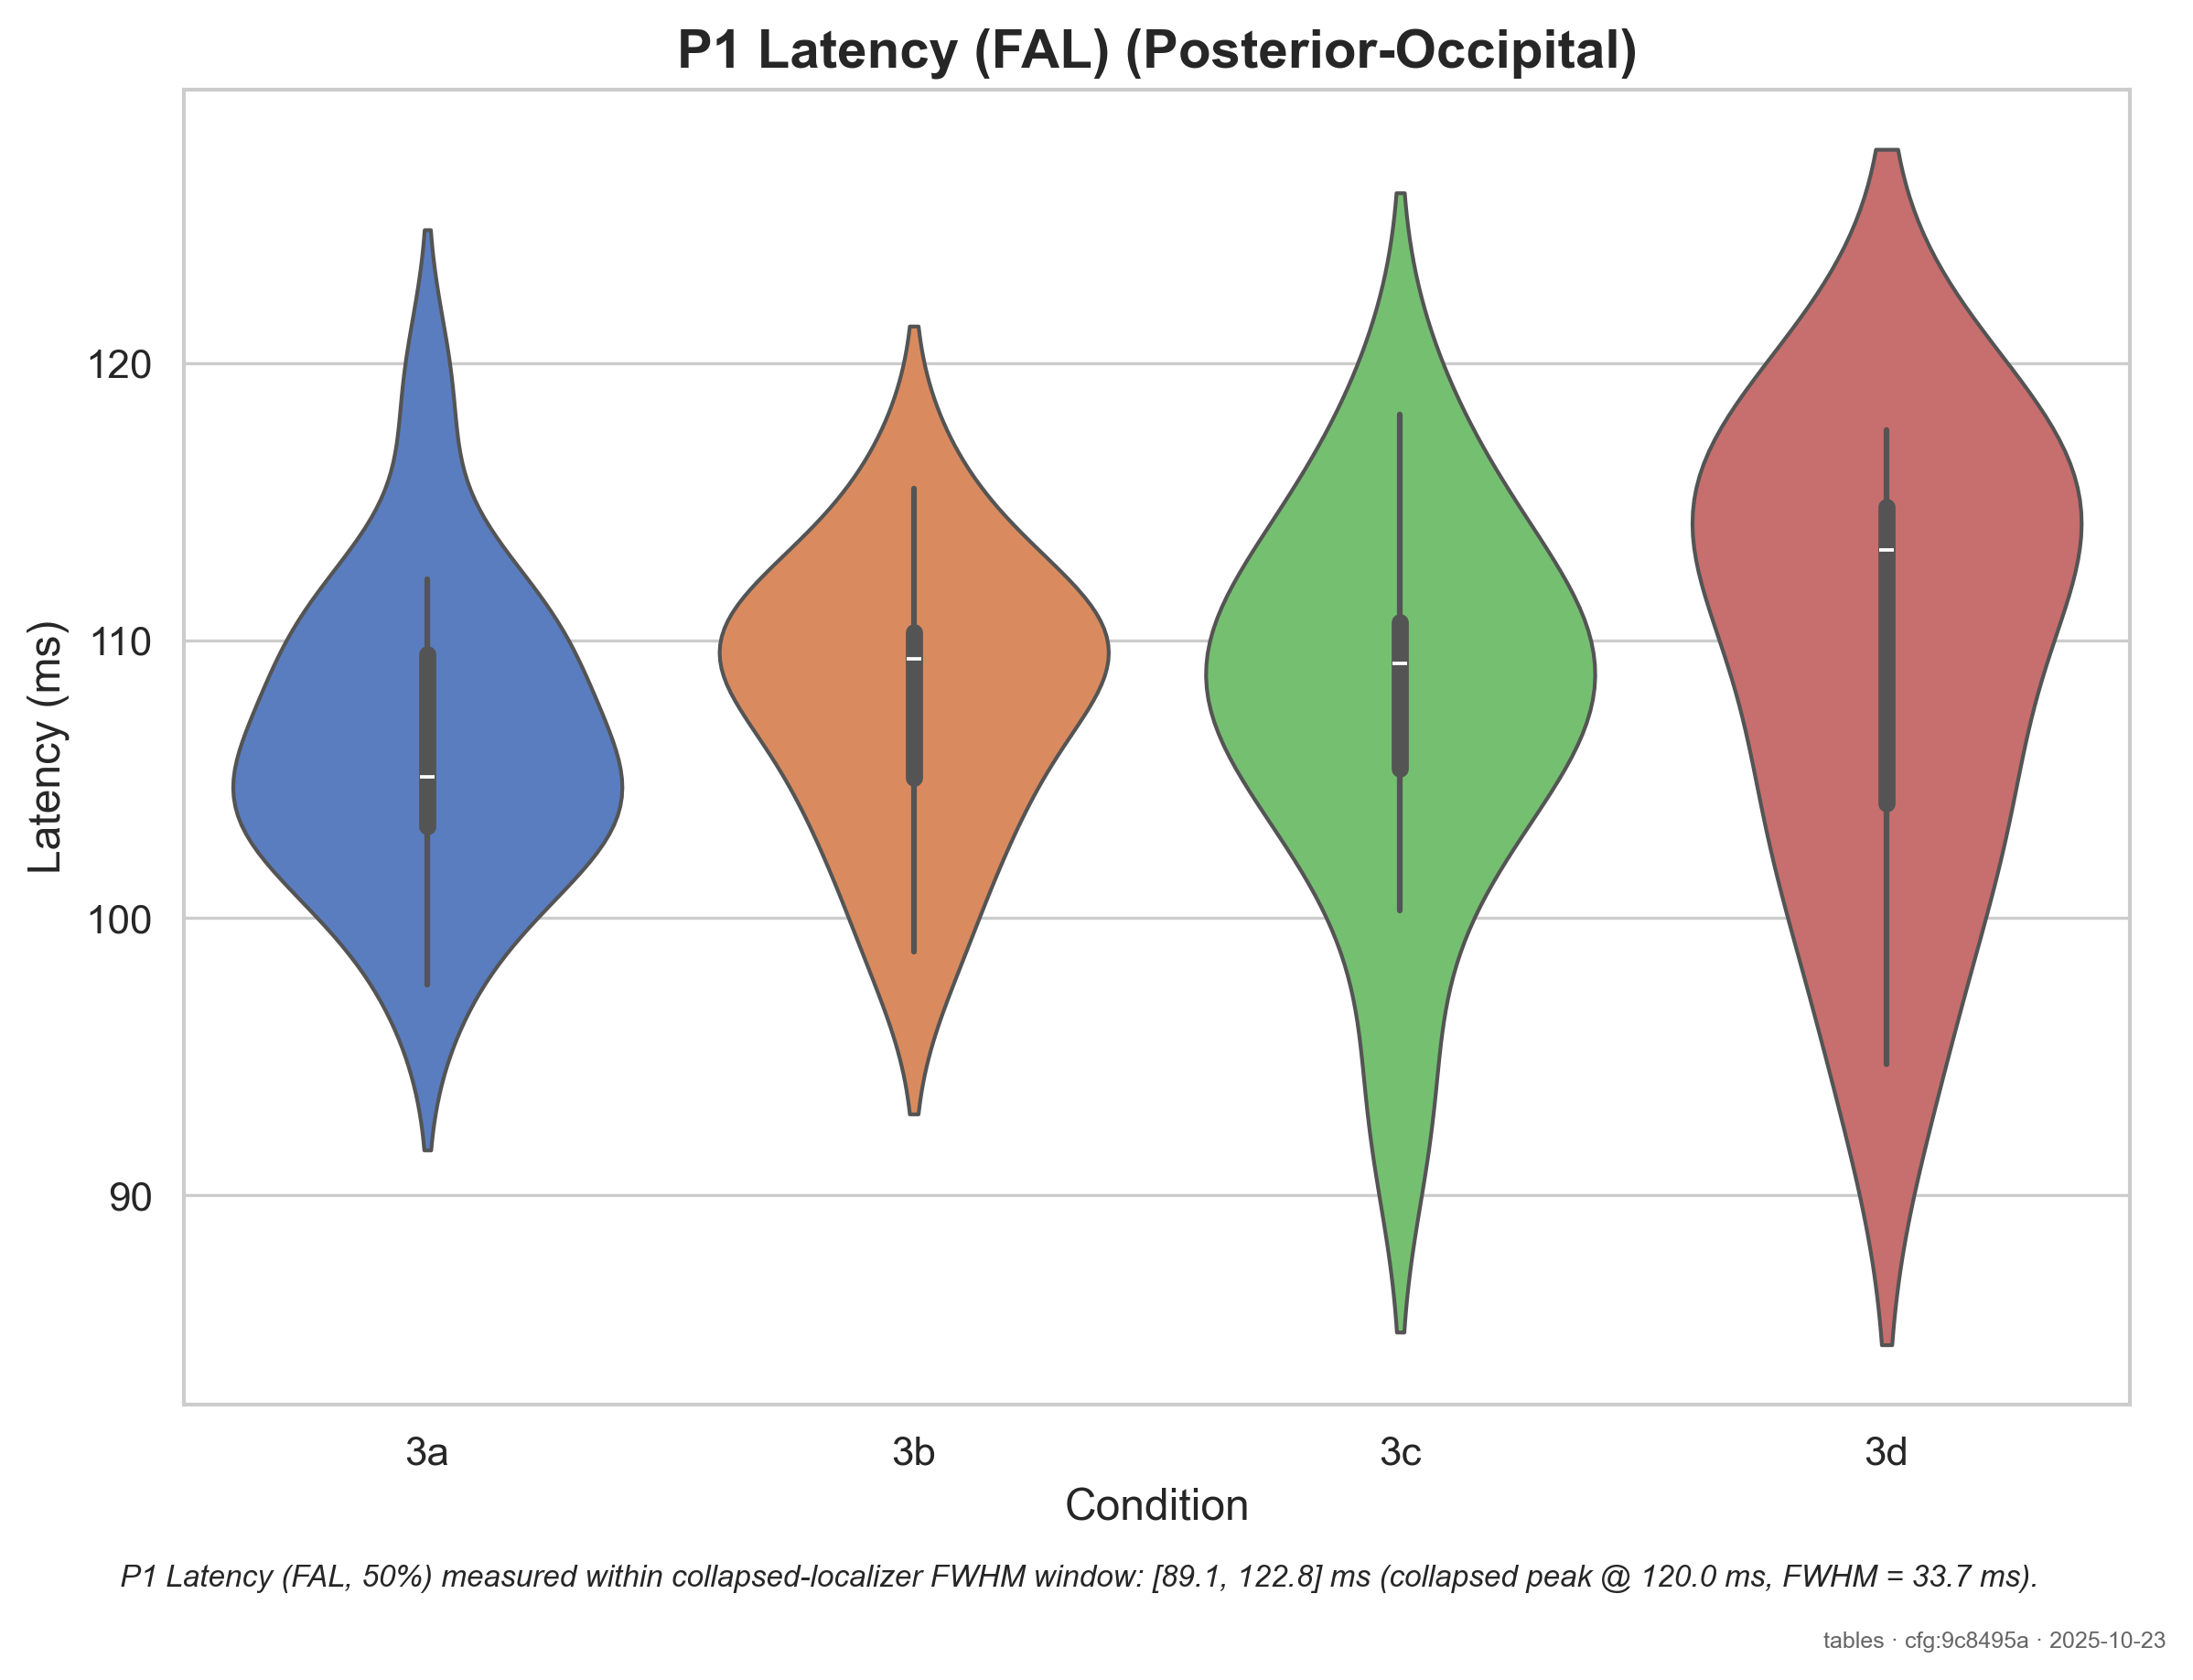 P1 Latency (FAL) (Posterior-Occipital)
Latency (ms)
120
110
100
90
3a 3b 3c 3d
Condition
P1 Latency (FAL, 50%) measured within collapsed-localizer FWHM window: [89.1, 122.8] ms (collapsed peak @ 120.0 ms, FWHM = 33.7 ms).
tables · cfg:9c8495a · 2025-10-23